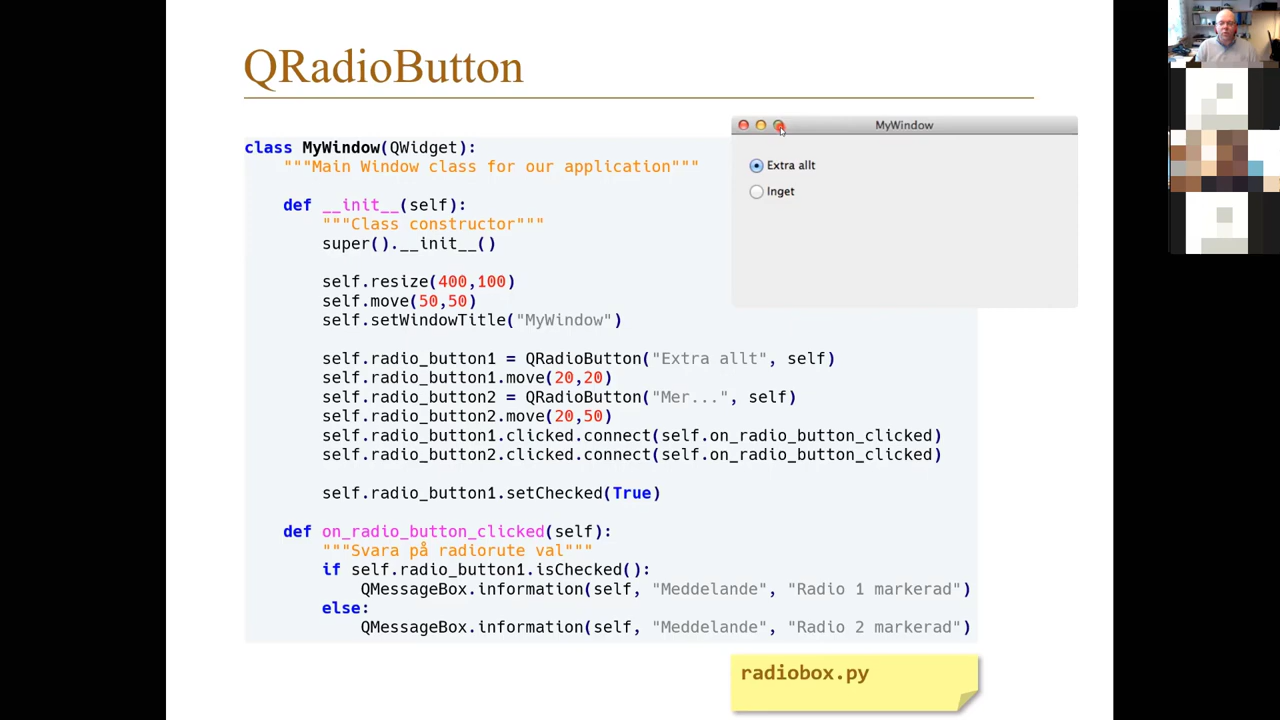 QRadioButton
class MyWindow(QWidget):
"""Main Window class for our application"""
def __init__(self):
"""Class constructor"""
super().__init__()
self.resize(400,100)
self.move(50,50)
self.setWindowTitle("MyWindow")
self.radio_button1 = QRadioButton("Extra allt", self)
self.radio_button1.move(20,20)
self.radio_button2 = QRadioButton("Mer...", self)
self.radio_button2.move(20,50)
self.radio_button1.clicked.connect(self.on_radio_button_clicked)
self.radio_button2.clicked.connect(self.on_radio_button_clicked)
self.radio_button1.setChecked(True)
def on_radio_button_clicked(self):
"""Svara på radiorute val"""
if self.radio_button1.isChecked():
QMessageBox.information(self, "Meddelande", "Radio 1 markerad")
else:
QMessageBox.information(self, "Meddelande", "Radio 2 markerad")
MyWindow
Extra allt
Inget
radiobox.py